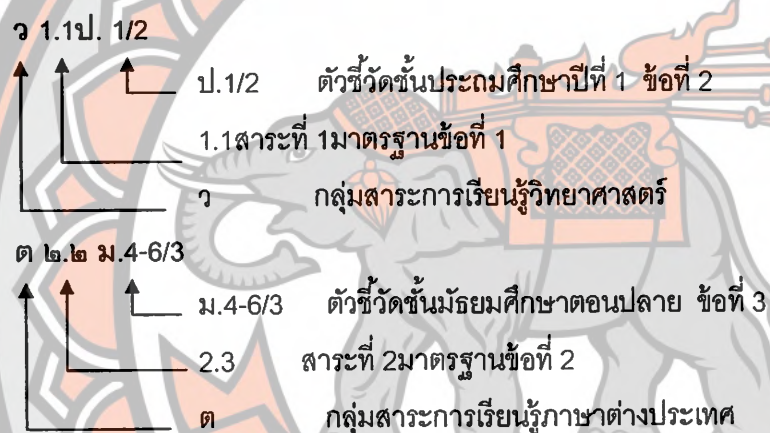 ว 1.1ป. 1/2
ป.1/2 ตัวชี้วัดชั้นประถมศึกษาปีที่ 1 ข้อที่ 2
1.1สาระที่ 1มาตรฐานข้อที่ 1
ว กลุ่มสาระการเรียนรู้วิทยาศาสตร์
ต ๒.๒ ม.4-6/3
ม.4-6/3 ตัวชี้วัดชั้นมัธยมศึกษาตอนปลาย ข้อที่ 3
2.3 สาระที่ 2มาตรฐานข้อที่ 2
ต กลุ่มสาระการเรียนรู้ภาษาต่างประเทศ